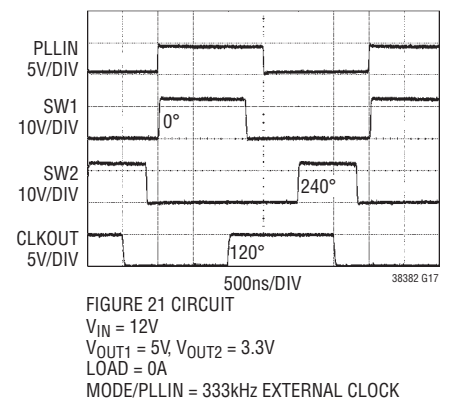 PLLIN
5V/DIV
SW1
10V/DIV
0°
SW2
10V/DIV
240°
CLKOUT
5V/DIV
120°
500ns/DIV
38382 G17
FIGURE 21 CIRCUIT
VIN = 12V
VOUT1 = 5V, VOUT2 = 3.3V
LOAD = 0A
MODE/PLLIN = 333kHz EXTERNAL CLOCK